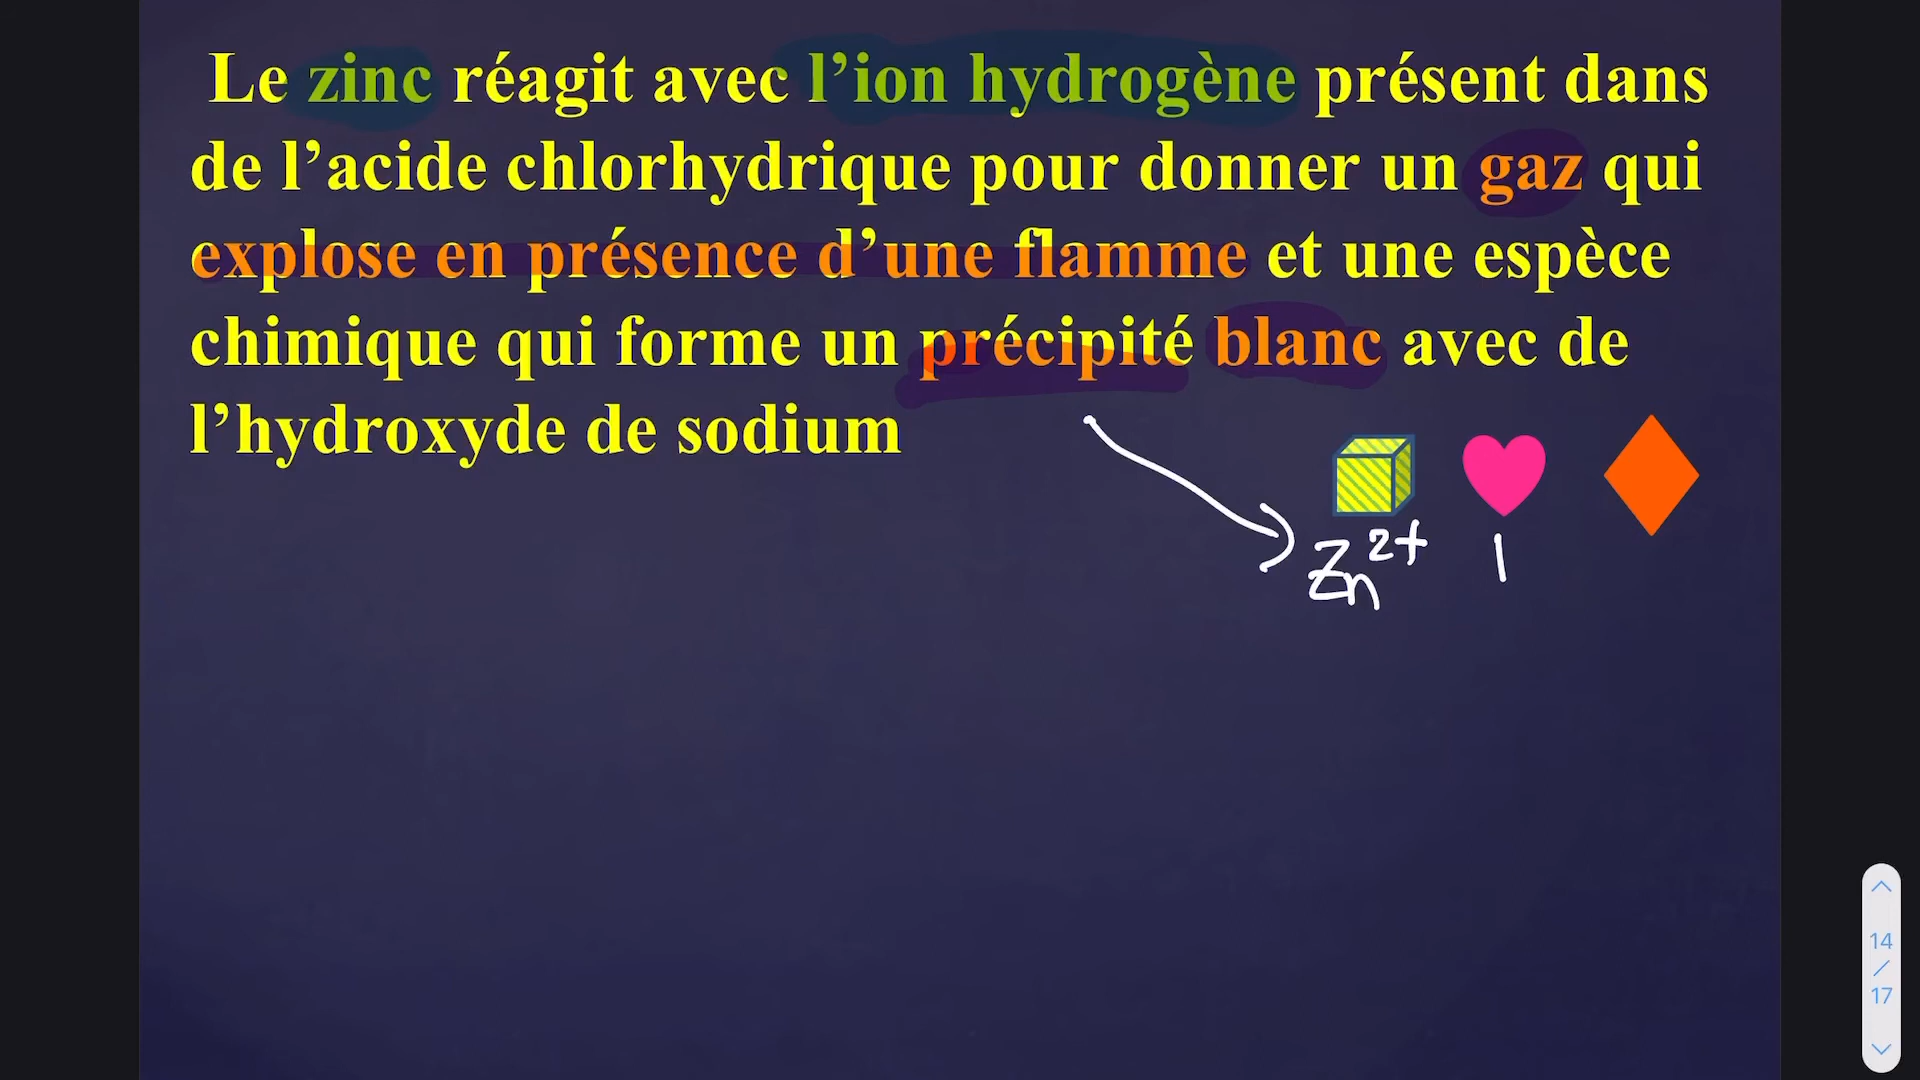 Le zinc réagit avec l’ion hydrogène présent dans
de l’acide chlorhydrique pour donner un gaz qui
explose en présence d’une flamme et une espèce
chimique qui forme un précipité blanc avec de
l’hydroxyde de sodium
Zn²⁺ 1
14
/
17